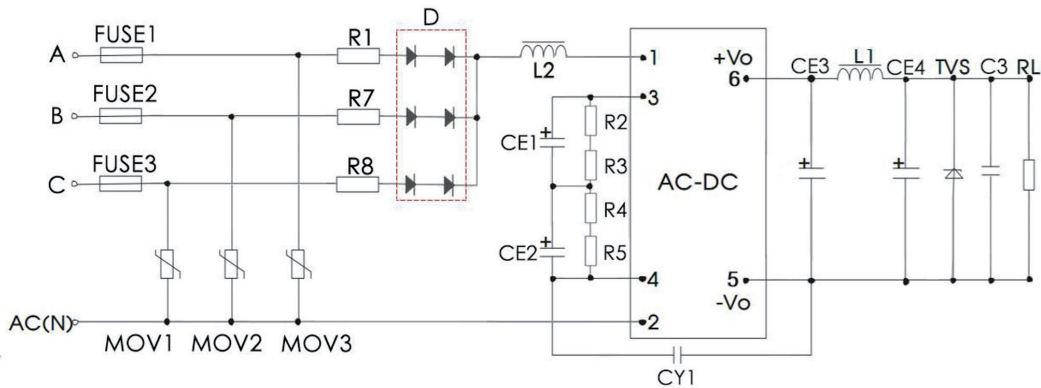 D
FUSE1
A
R1
FUSE2
B
R7
FUSE3
C
R8
L2
1
3
CE1
R2
R3
R4
CE2
R5
4
2
AC-DC
+Vo
6
5
-Vo
CE3
L1
CE4
TVS
C3
RL
AC(N)
MOV1
MOV2
MOV3
CY1